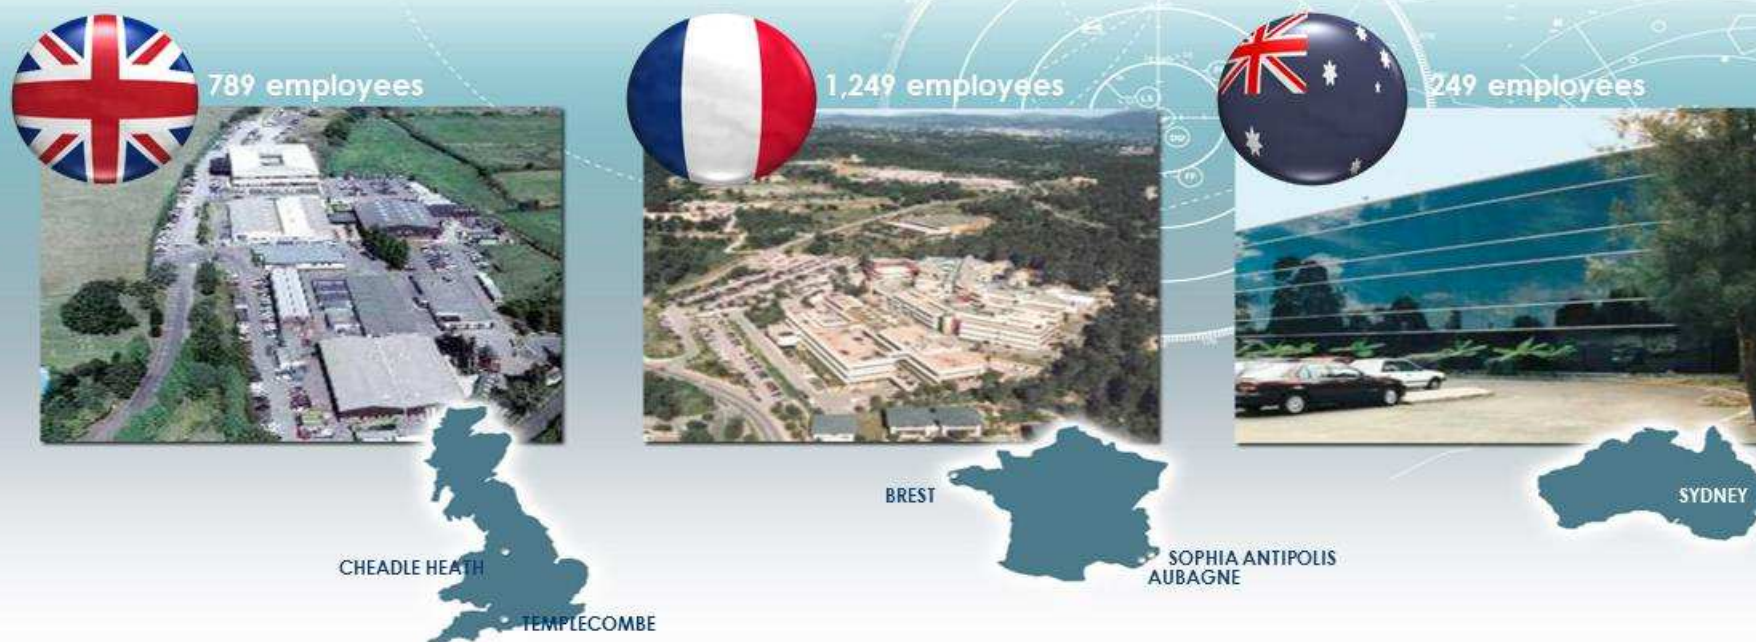 789 employees
1,249 employees
249 employees
BREST
SYDNEY
CHEADLE HEATH
SOPHIA ANTIPOLIS
AUBAGNE
TEMPLECOMBE